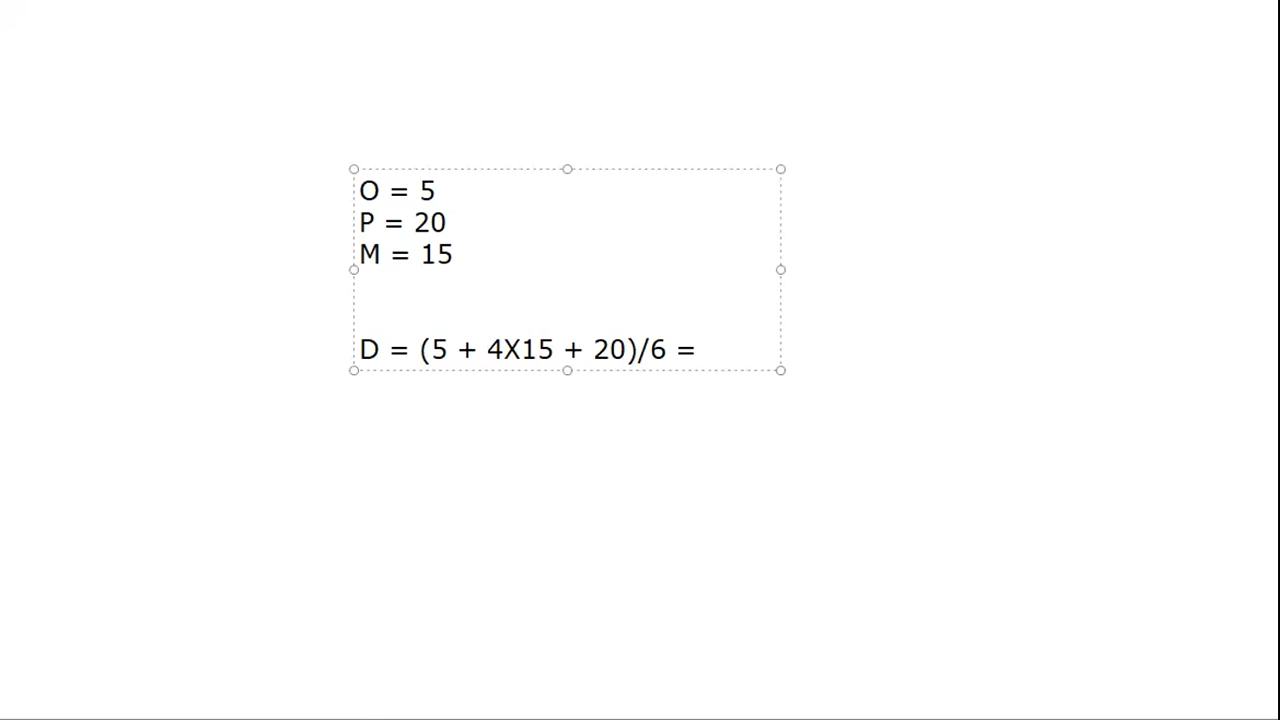 O = 5
P = 20
M = 15
D = (5 + 4X15 + 20)/6 =